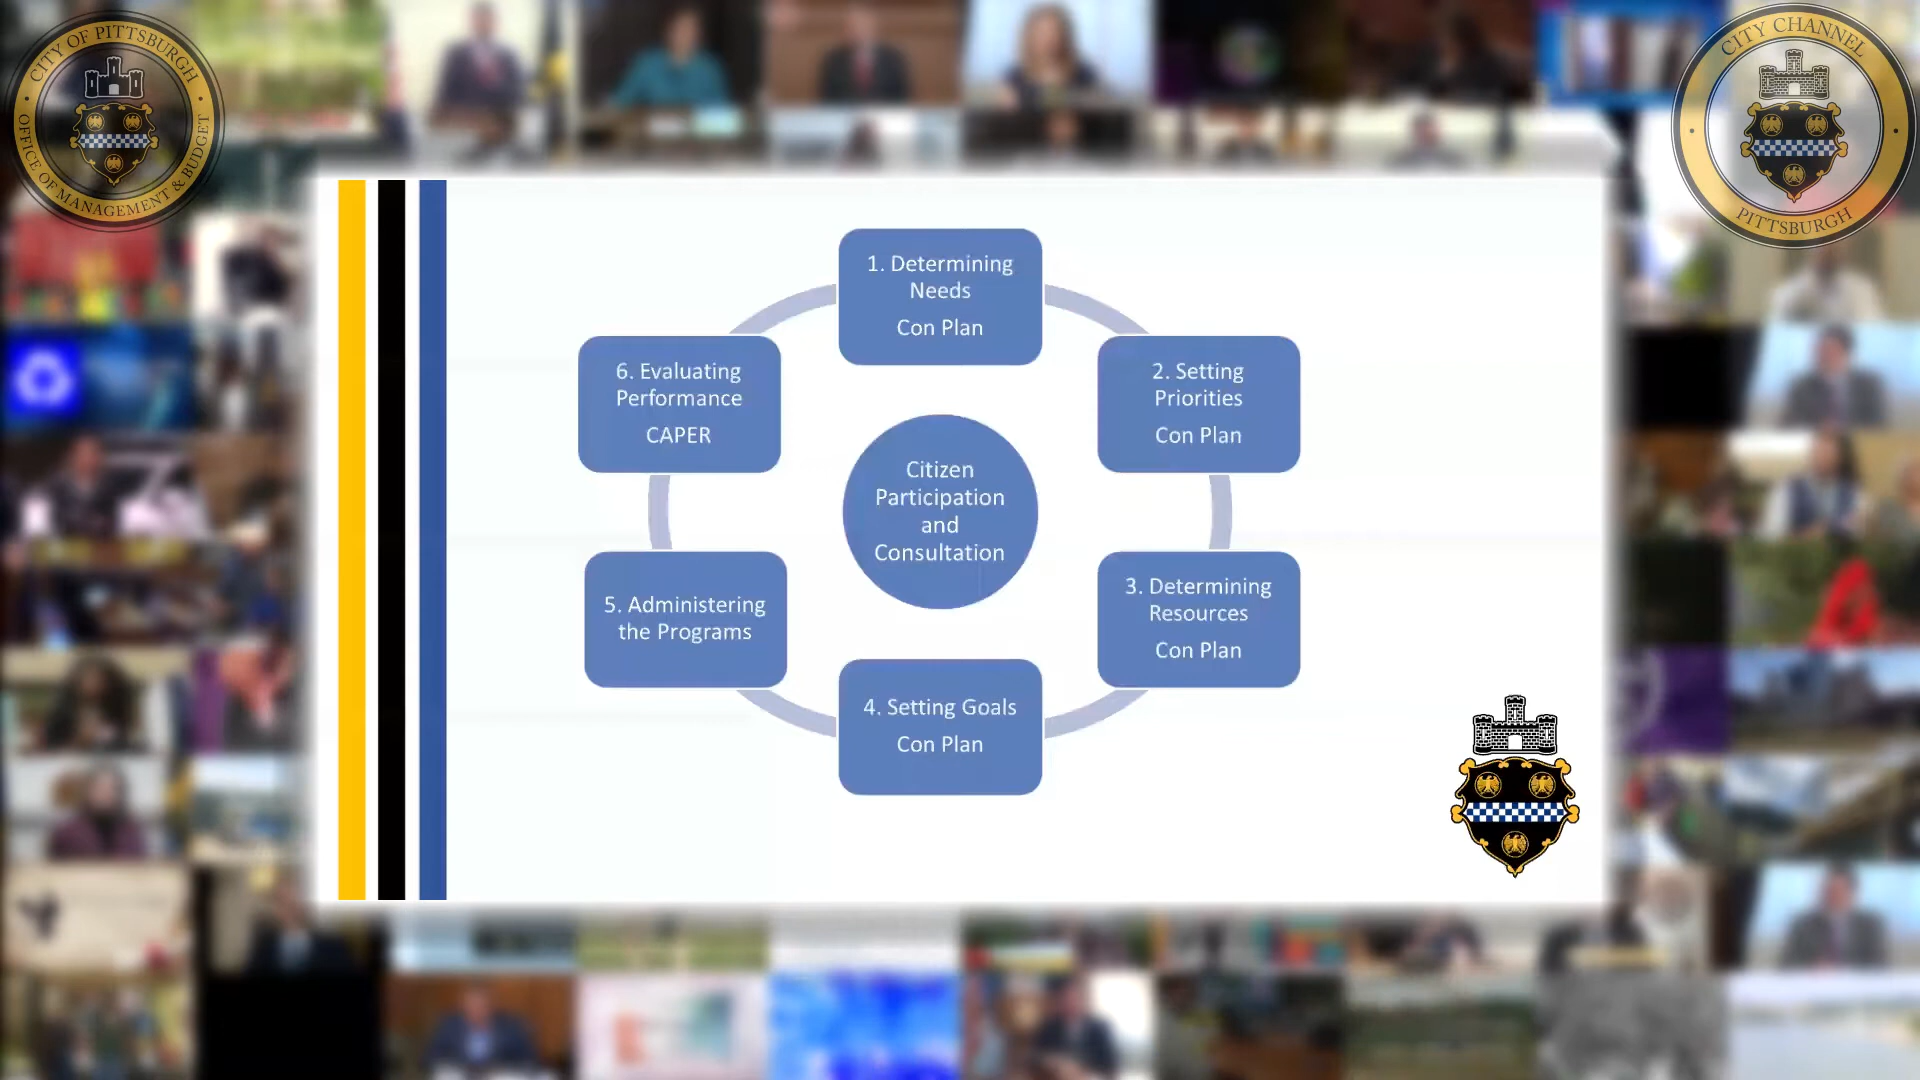 CITY OF PITTSBURGH
OFFICE OF MANAGEMENT & BUDGET
CITY CHANNEL
PITTSBURGH
1. Determining
Needs
Con Plan
2. Setting
Priorities
Con Plan
3. Determining
Resources
Con Plan
4. Setting Goals
Con Plan
5. Administering
the Programs
6. Evaluating
Performance
CAPER
Citizen
Participation
and
Consultation